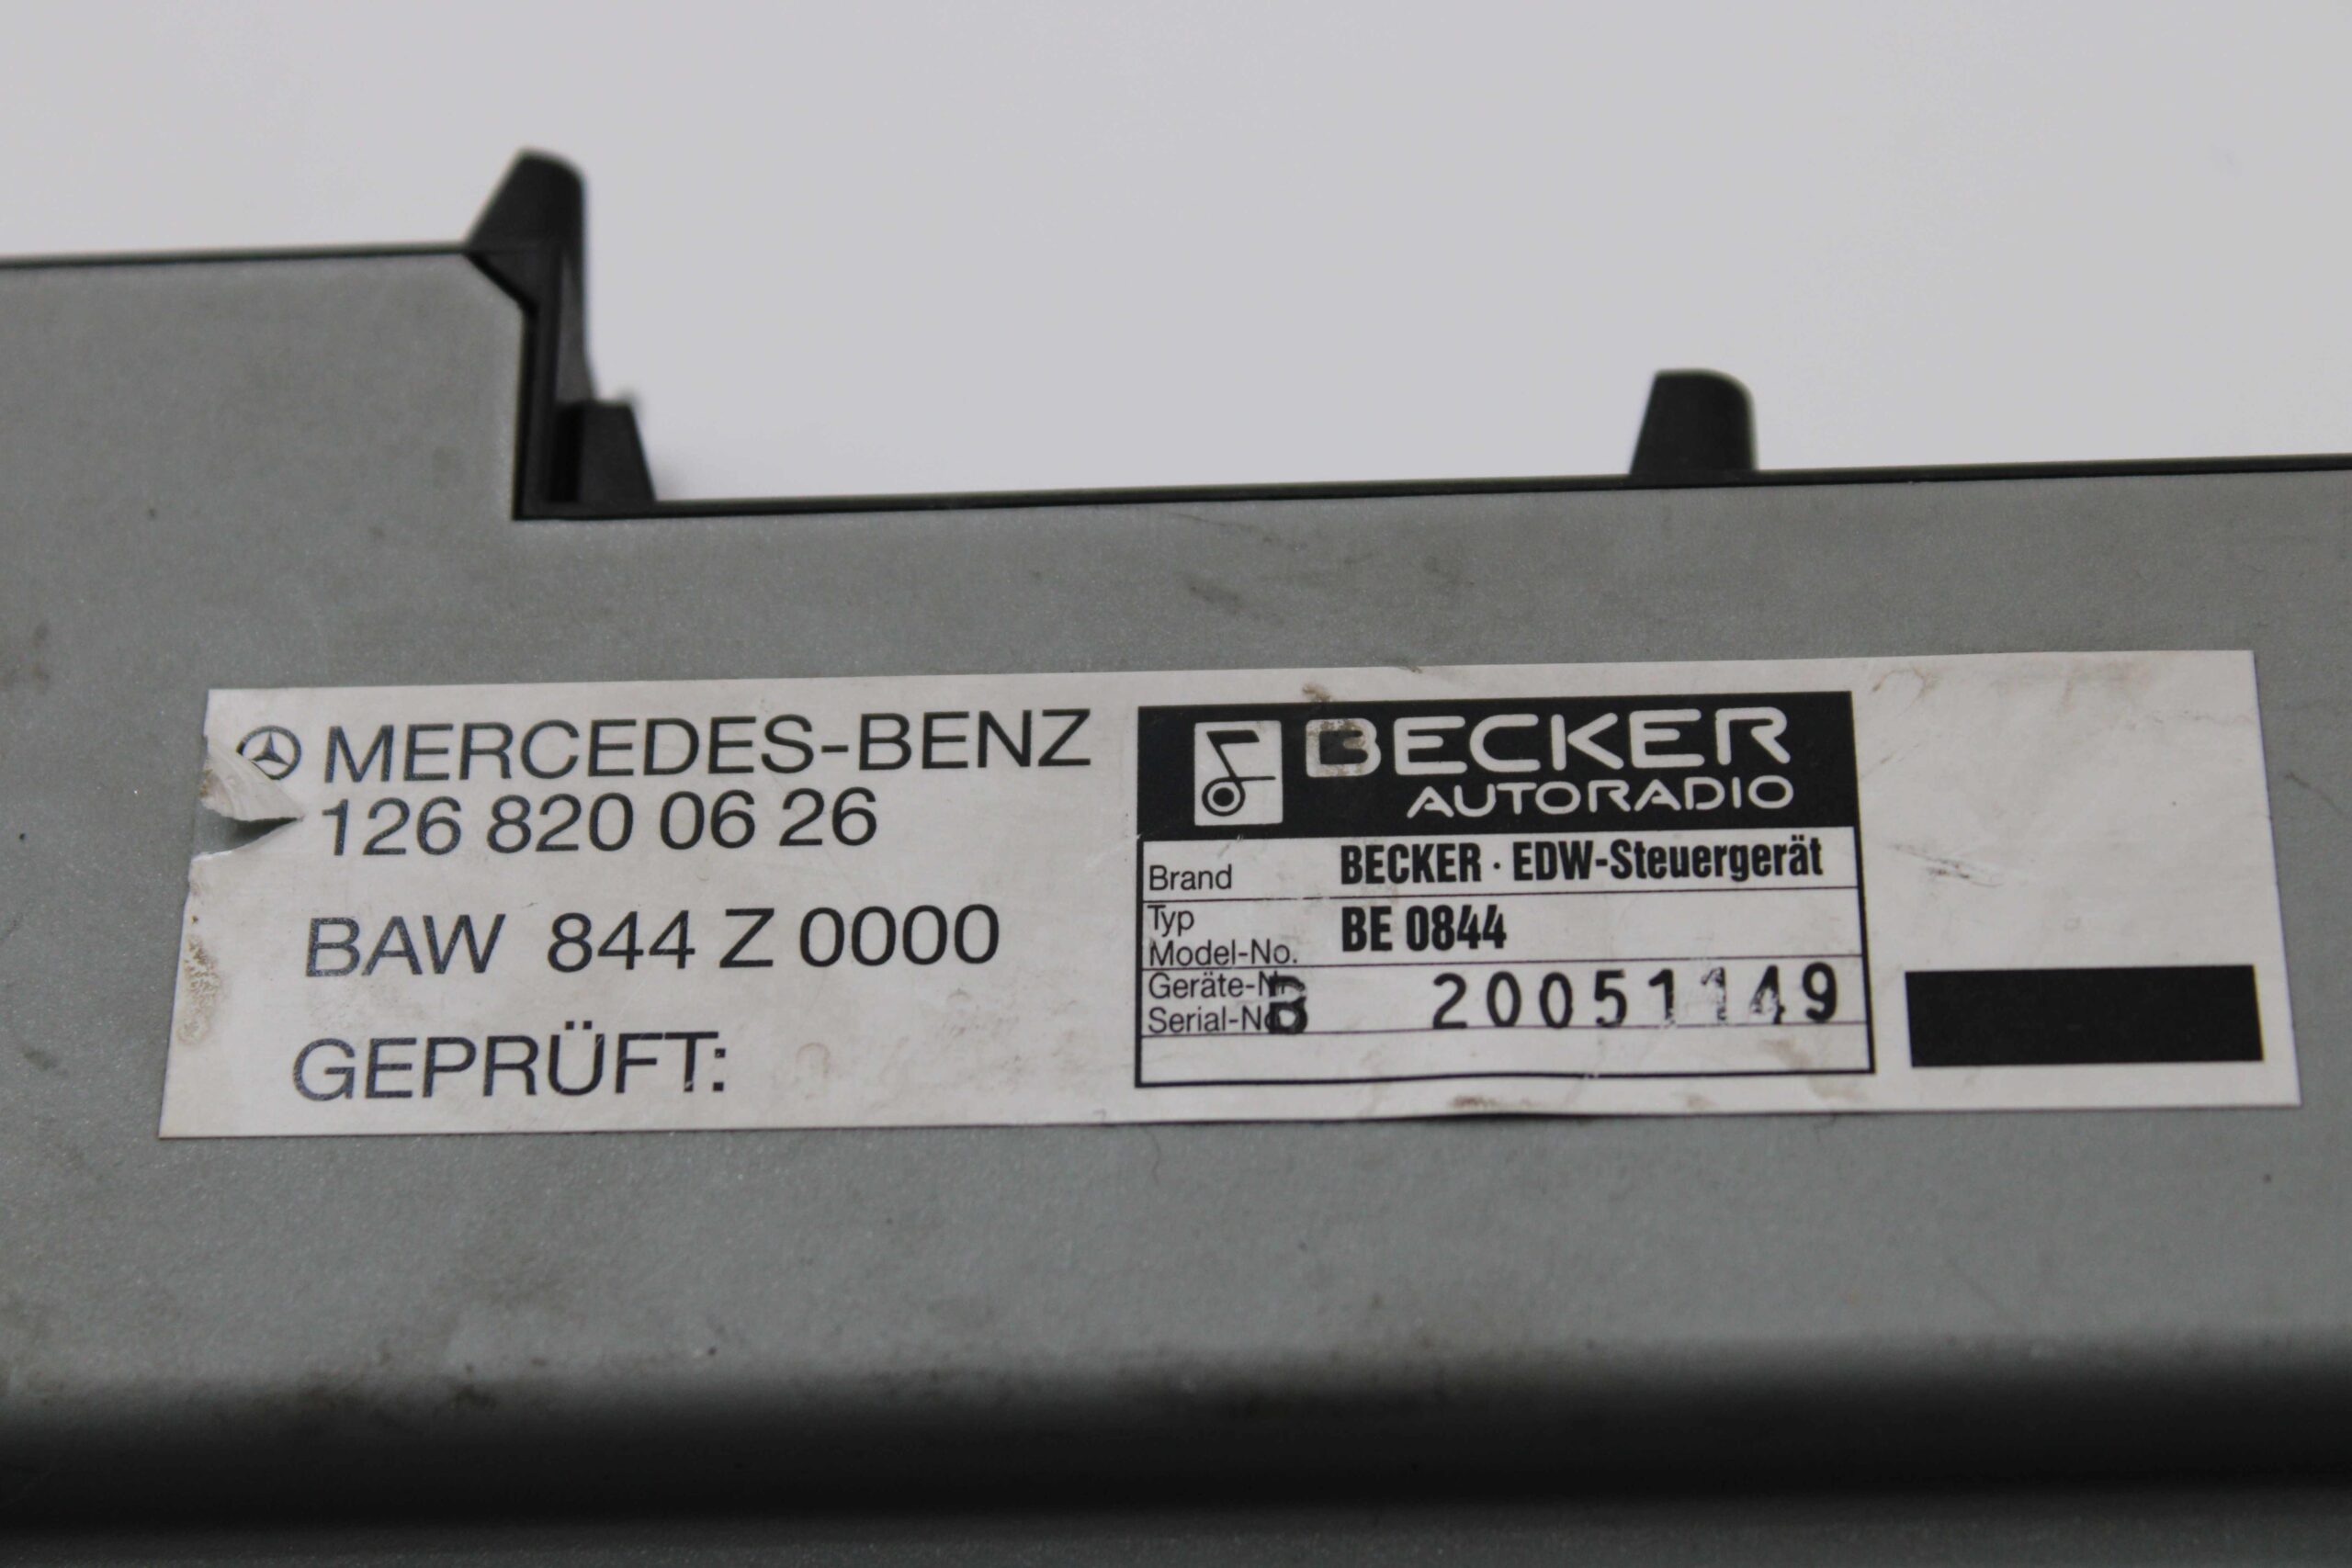 MERCEDES-BENZ
126 820 06 26
BAW 844 Z 0000
GEPRÜFT:
BECKER
AUTORADIO
Brand BECKER · EDW-Steuergerät
Typ
Model-No. BE 0844
Geräte-Nr.
Serial-No. B 20051149